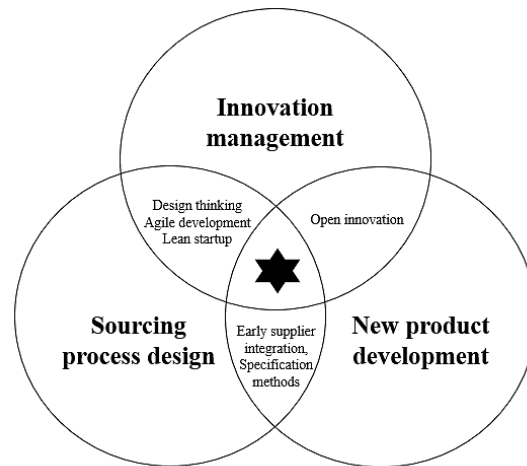 Innovation
management
Design thinking
Agile development
Lean startup
Open innovation
Sourcing
process design
Early supplier
integration,
Specification
methods
New product
development